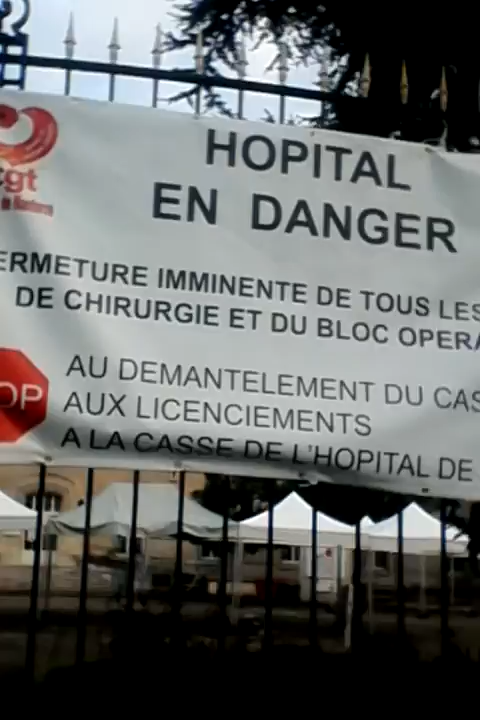 cgt
HOPITAL
EN DANGER
ERMETURE IMMINENTE DE TOUS LES
DE CHIRURGIE ET DU BLOC OPERA
OP
AU DEMANTELEMENT DU CAS
AUX LICENCIEMENTS
A LA CASSE DE L'HOPITAL DE